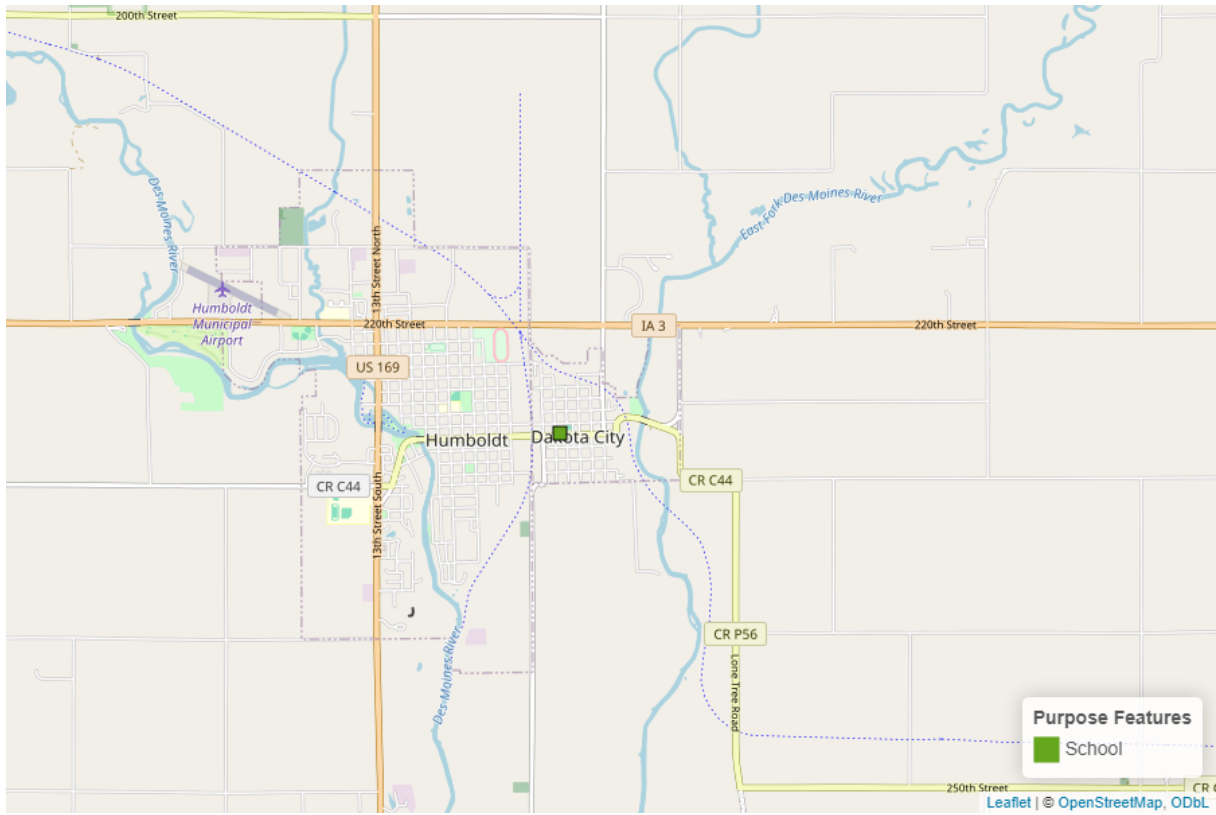 200th Street
Des Moines River
East Fork Des Moines River
13th Street North
Humboldt
Municipal
Airport
220th Street
IA 3
220th Street
US 169
Humboldt
Dakota City
CR C44
CR C44
13th Street South
CR P56
Des Moines River
Lone Tree Road
Purpose Features
School
250th Street
Leaflet | © OpenStreetMap, ODbL